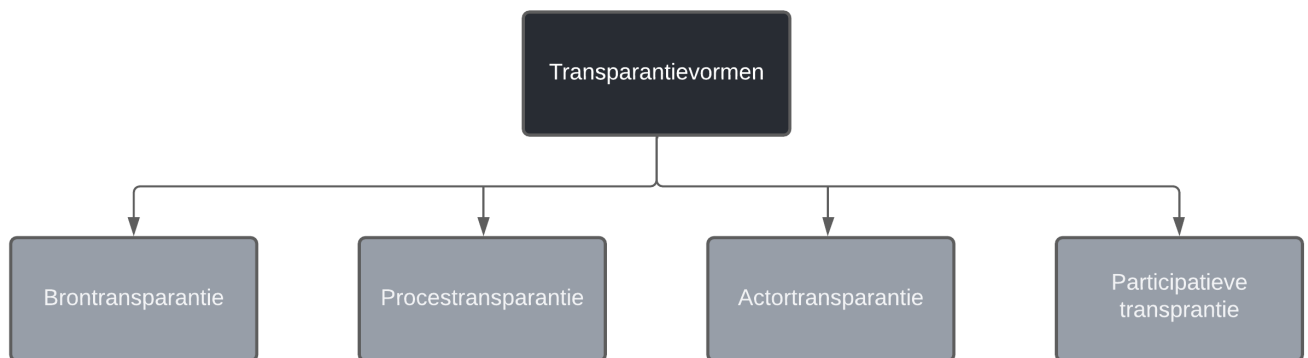 Transparantievormen
Brontransparantie
Procestransparantie
Actortransparantie
Participatieve
transprantie